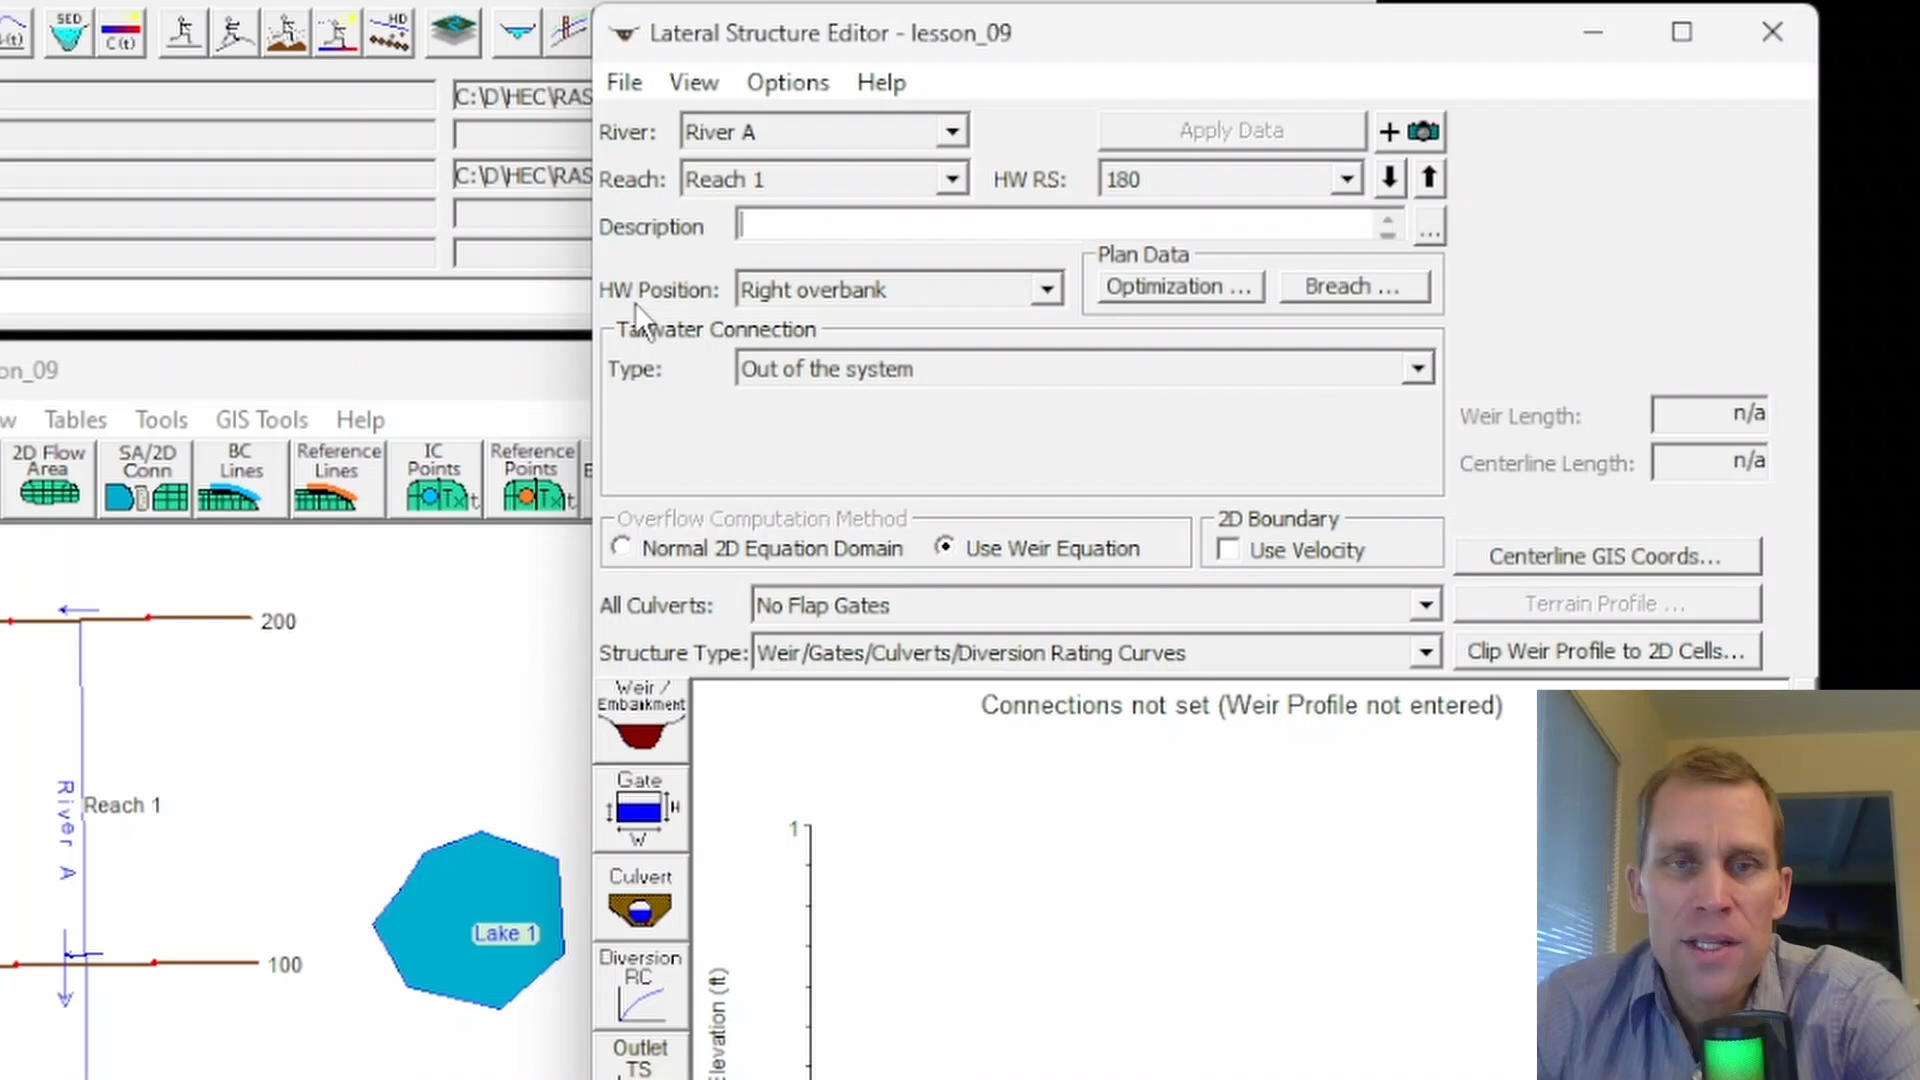 SED
C(t)
HD
Lateral Structure Editor - lesson_09
File View Options Help
C:\D\HEC\RAS
River: River A
Apply Data
C:\D\HEC\RAS
Reach: Reach 1
HW RS: 180
Description
...
Plan Data
HW Position: Right overbank
Optimization ...
Breach ...
Tailwater Connection
Type: Out of the system
Weir Length: n/a
Centerline Length: n/a
Overflow Computation Method
Normal 2D Equation Domain
Use Weir Equation
2D Boundary
Use Velocity
Centerline GIS Coords...
All Culverts: No Flap Gates
Terrain Profile ...
Structure Type: Weir/Gates/Culverts/Diversion Rating Curves
Clip Weir Profile to 2D Cells...
on_09
w Tables Tools GIS Tools Help
2D Flow
Area
SA/2D
Conn
BC
Lines
Reference
Lines
IC
Points
Reference
Points
200
River A
Reach 1
Lake 1
100
Weir /
Embankment
Gate
H
W
Culvert
Diversion
RC
Outlet
TS
Connections not set (Weir Profile not entered)
1
Elevation (ft)